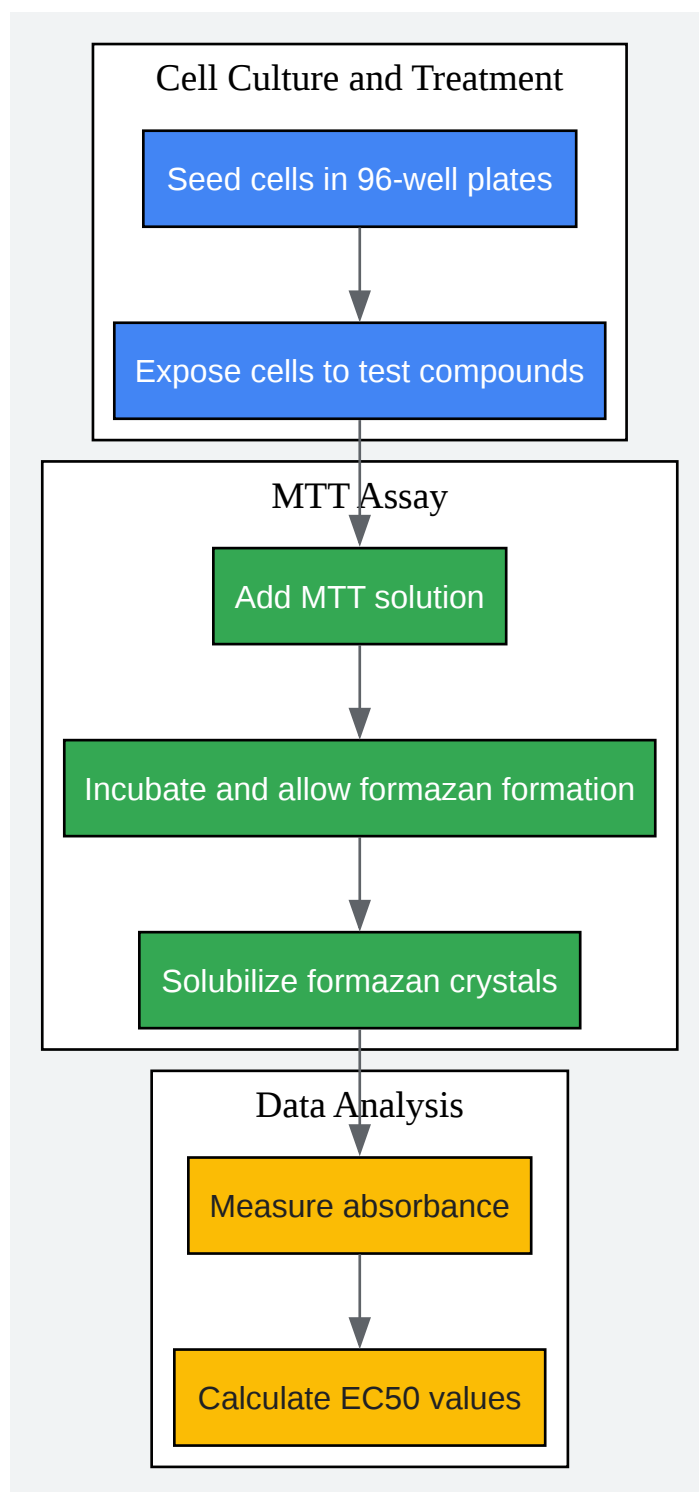 Cell Culture and Treatment
Seed cells in 96-well plates
Expose cells to test compounds
MTT Assay
Add MTT solution
Incubate and allow formazan formation
Solubilize formazan crystals
Data Analysis
Measure absorbance
Calculate EC50 values